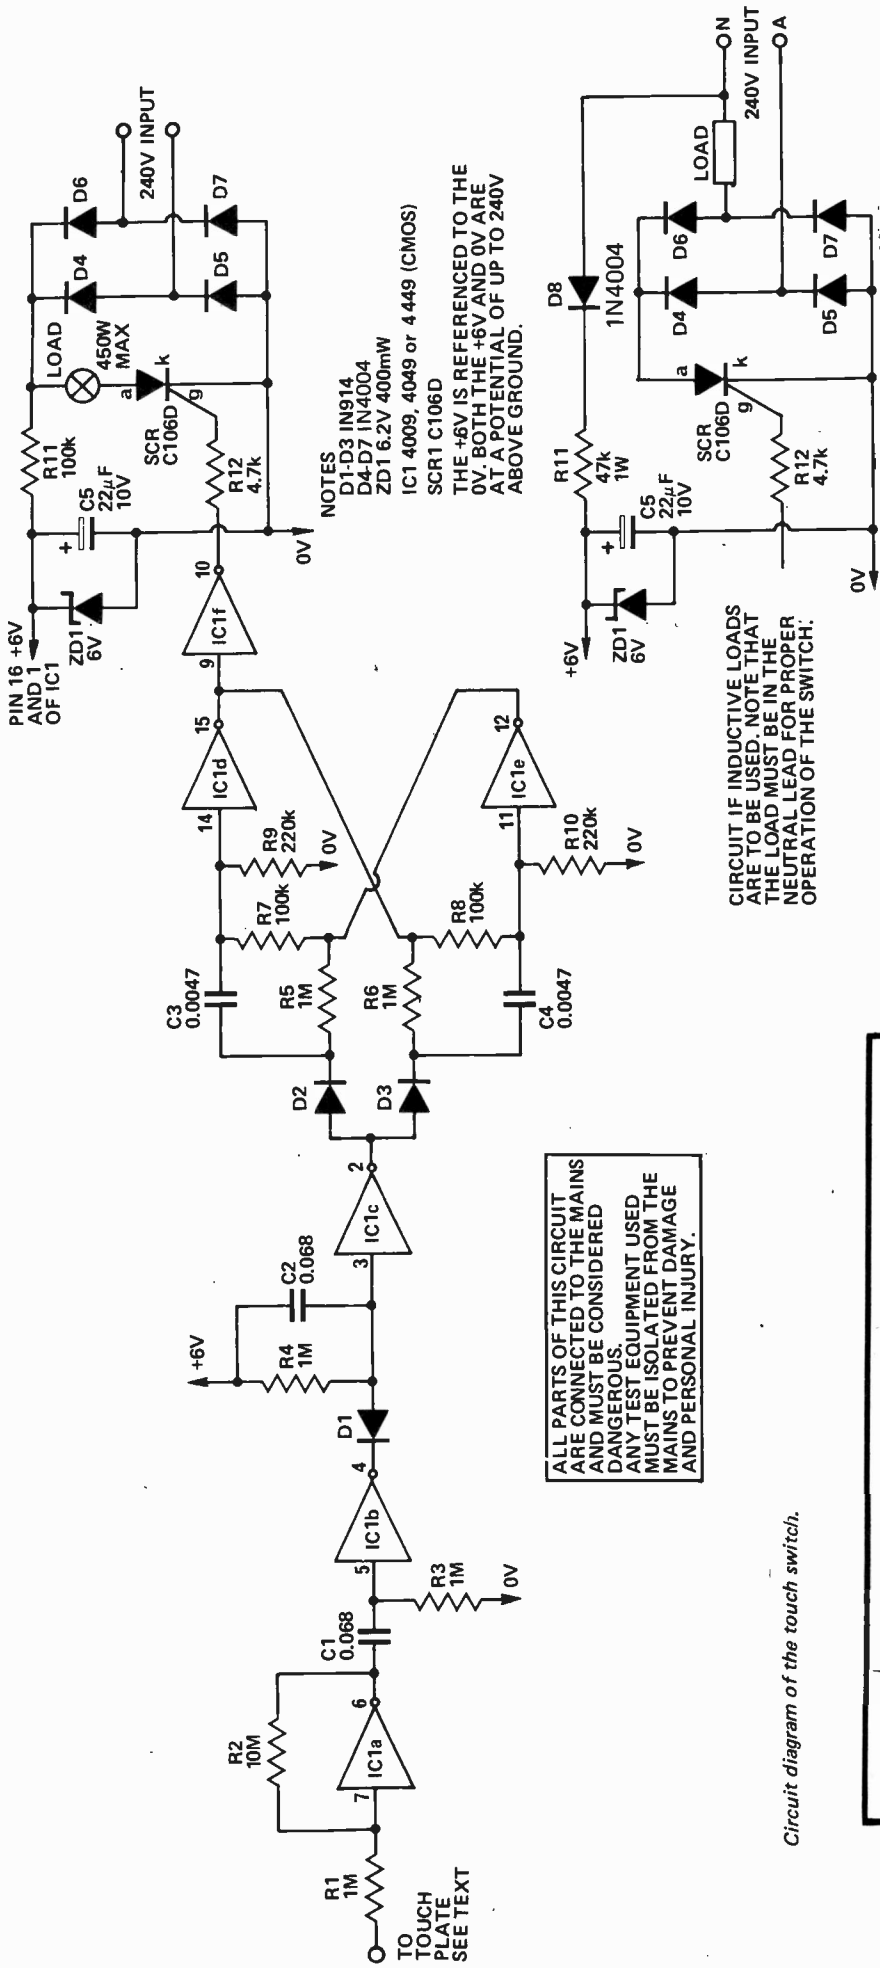 TO
TOUCH
PLATE
SEE TEXT
R1
1M
R2
10M
7
IC1a
6
C1
0.068
R3
1M
0V
5
IC1b
4
D1
+6V
R4
1M
C2
0.068
3
IC1c
2
D2
D3
C3
0.0047
R5
1M
R6
1M
C4
0.0047
R7
100k
R8
100k
R9
220k
0V
R10
220k
0V
14
IC1d
15
11
IC1e
12
9
IC1f
10
PIN 16 +6V
AND 1
OF IC1
ZD1
6V
+
C5
22µF
10V
0V
R11
100k
R12
4.7k
SCR
C106D
a
g
k
LOAD
450W
MAX
D4
D5
D6
D7
240V INPUT
NOTES
D1-D3 IN914
D4-D7 IN4004
ZD1 6.2V 400mW
IC1 4009, 4049 or 4449 (CMOS)
SCR1 C106D
THE +6V IS REFERENCED TO THE
0V. BOTH THE +6V AND 0V ARE
AT A POTENTIAL OF UP TO 240V
ABOVE GROUND.
+6V
ZD1
6V
+
C5
22µF
10V
0V
R11
47k
1W
D8
1N4004
R12
4.7k
SCR
C106D
a
g
k
D4
D5
D6
D7
LOAD
N
240V INPUT
A
CIRCUIT IF INDUCTIVE LOADS
ARE TO BE USED. NOTE THAT
THE LOAD MUST BE IN THE
NEUTRAL LEAD FOR PROPER
OPERATION OF THE SWITCH.
ALL PARTS OF THIS CIRCUIT
ARE CONNECTED TO THE MAINS
AND MUST BE CONSIDERED
DANGEROUS.
ANY TEST EQUIPMENT USED
MUST BE ISOLATED FROM THE
MAINS TO PREVENT DAMAGE
AND PERSONAL INJURY.
Circuit diagram of the touch switch.